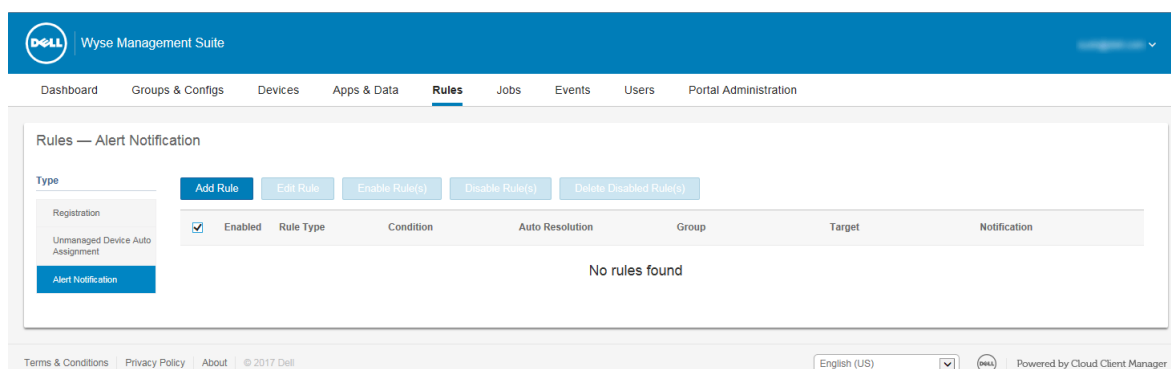 DELL Wyse Management Suite
Dashboard Groups & Configs Devices Apps & Data Rules Jobs Events Users Portal Administration
Rules — Alert Notification
Type
Add Rule Edit Rule Enable Rule(s) Disable Rule(s) Delete Disabled Rule(s)
Registration
Enabled Rule Type Condition Auto Resolution Group Target Notification
Unmanaged Device Auto
Assignment
No rules found
Alert Notification
Terms & Conditions Privacy Policy About © 2017 Dell English (US) DELL Powered by Cloud Client Manager